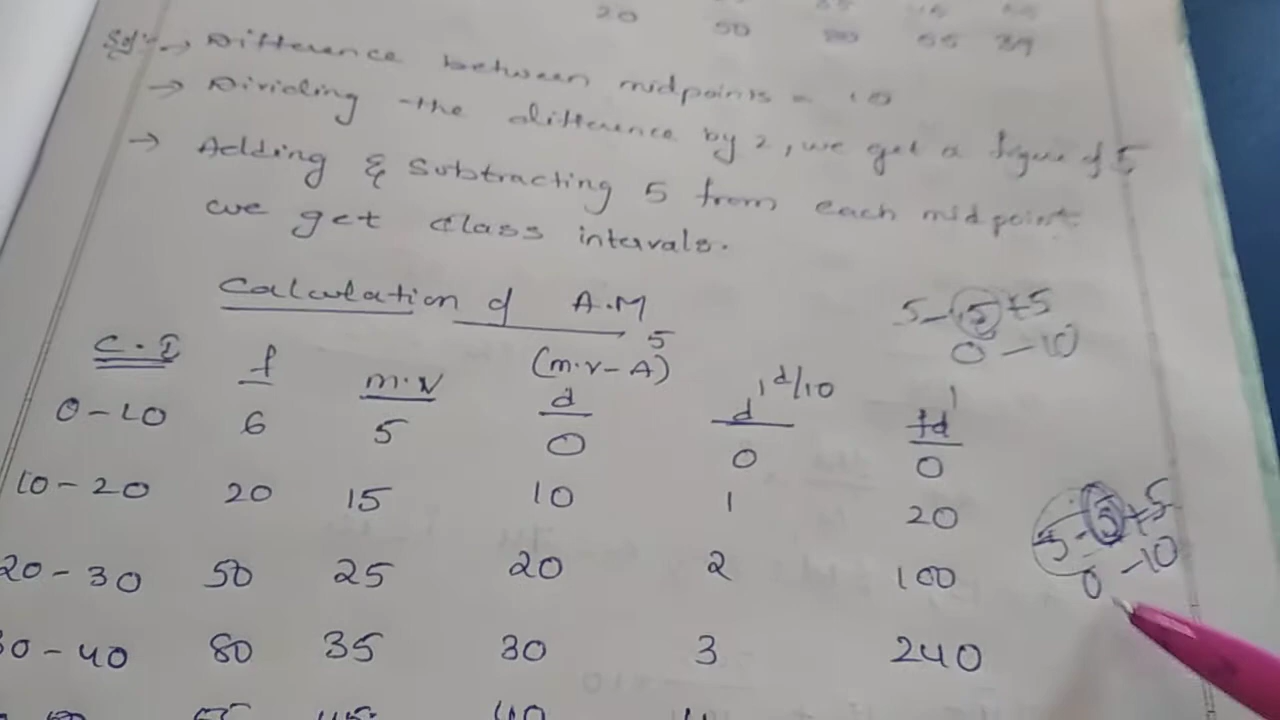 20 50 80
Sol:- → Difference between midpoints = 10
→ Dividing the difference by 2, we get a figure of 5
→ Adding & Subtracting 5 from each midpoint
we get class intervals.
Calculation of A.M
5 - 5 + 5
0 - 10
5
C.I f m.v (m.v - A) d d' d/10 fd'
0-10 6 5 0 0 0
10-20 20 15 10 1 20
20-30 50 25 20 2 100
5 - 5 + 5
0 - 10
30-40 80 35 30 3 240